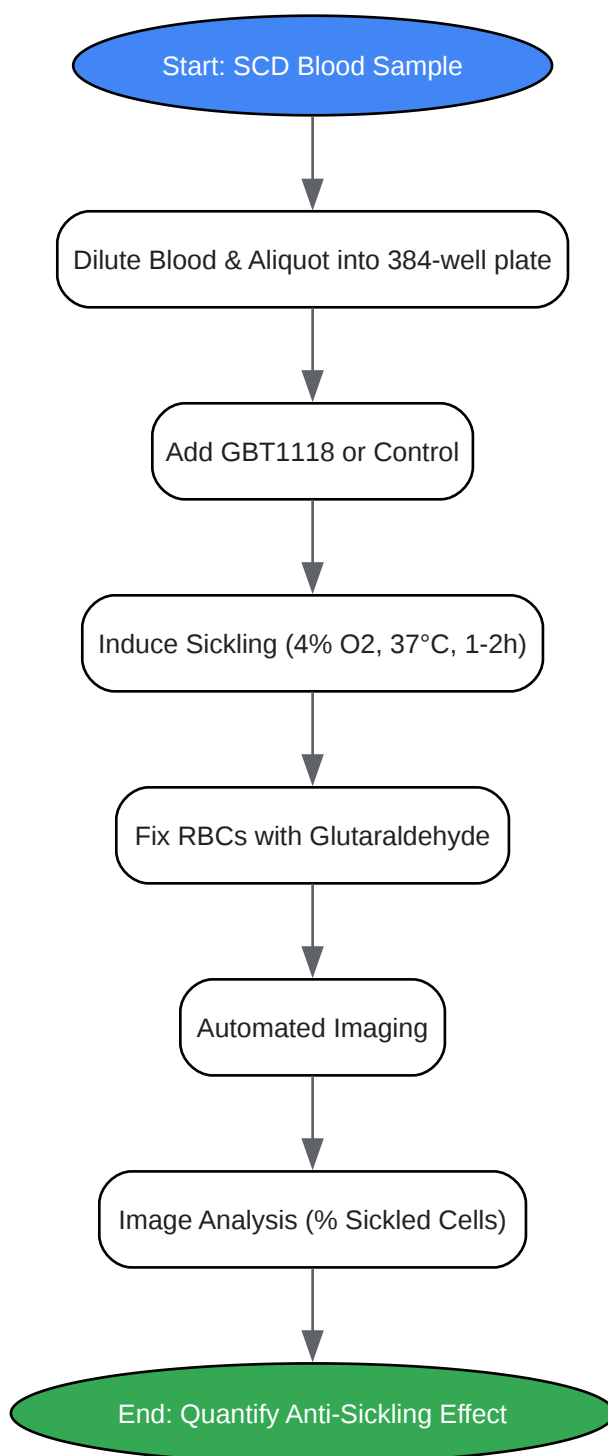 Start: SCD Blood Sample
Dilute Blood & Aliquot into 384-well plate
Add GBT1118 or Control
Induce Sickling (4% O2, 37°C, 1-2h)
Fix RBCs with Glutaraldehyde
Automated Imaging
Image Analysis (% Sickled Cells)
End: Quantify Anti-Sickling Effect